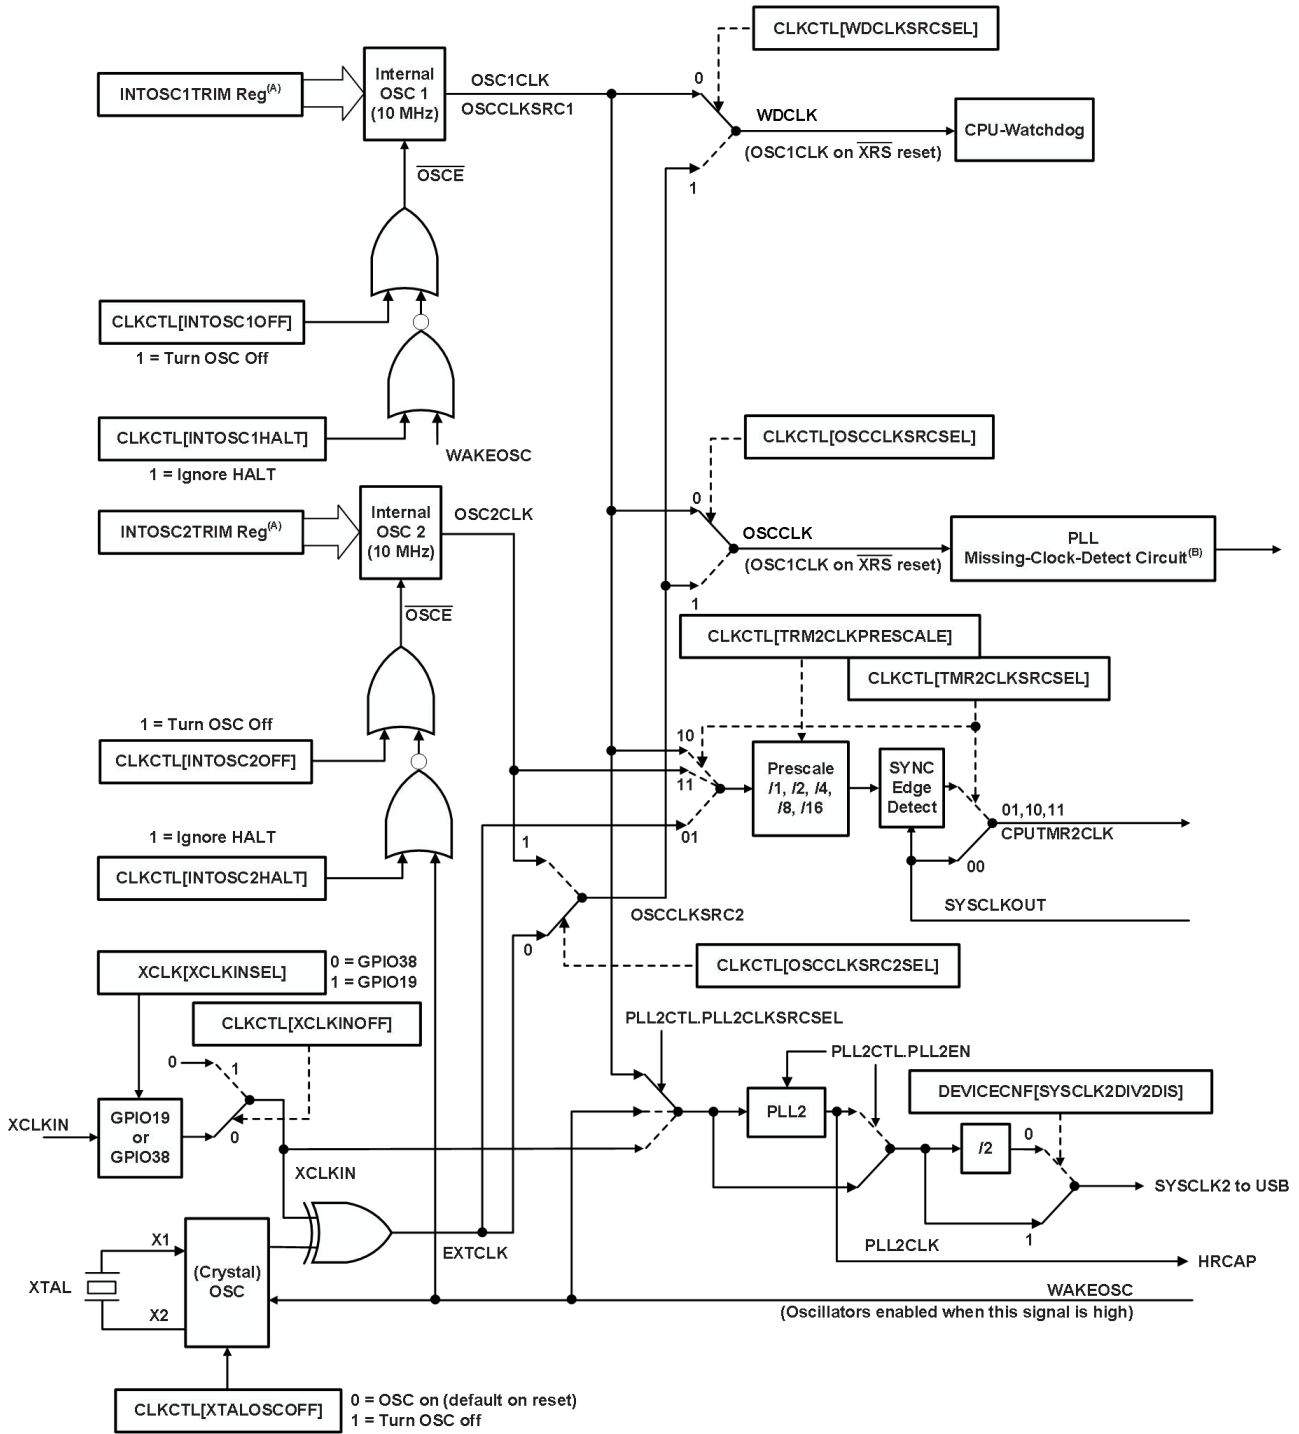 CLKCTL[WDCLKSRCSEL]
Internal
OSC 1
(10 MHz)
INTOSC1TRIM Reg(A)
OSC1CLK
OSCCLKSRC1
0
WDCLK
(OSC1CLK on XRS reset)
CPU-Watchdog
1
OSCE
CLKCTL[INTOSC1OFF]
1 = Turn OSC Off
CLKCTL[INTOSC1HALT]
1 = Ignore HALT
WAKEOSC
CLKCTL[OSCCLKSRCSEL]
Internal
OSC 2
(10 MHz)
INTOSC2TRIM Reg(A)
OSC2CLK
0
OSCCLK
(OSC1CLK on XRS reset)
PLL
Missing-Clock-Detect Circuit(B)
1
OSCE
CLKCTL[TRM2CLKPRESCALE]
CLKCTL[TMR2CLKSRCSEL]
1 = Turn OSC Off
CLKCTL[INTOSC2OFF]
10
11
01
Prescale
/1, /2, /4,
/8, /16
SYNC
Edge
Detect
01,10,11
CPUTMR2CLK
00
SYSCLKOUT
1 = Ignore HALT
CLKCTL[INTOSC2HALT]
1
0
OSCCLKSRC2
CLKCTL[OSCCLKSRC2SEL]
XCLK[XCLKINSEL]
0 = GPIO38
1 = GPIO19
CLKCTL[XCLKINOFF]
0
1
0
XCLKIN
GPIO19
or
GPIO38
XCLKIN
PLL2CTL.PLL2CLKSRCSEL
PLL2CTL.PLL2EN
PLL2
DEVICECNF[SYSCLK2DIV2DIS]
/2
0
1
SYSCLK2 to USB
PLL2CLK
HRCAP
EXTCLK
X1
XTAL
X2
(Crystal)
OSC
WAKEOSC
(Oscillators enabled when this signal is high)
CLKCTL[XTALOSCOFF]
0 = OSC on (default on reset)
1 = Turn OSC off